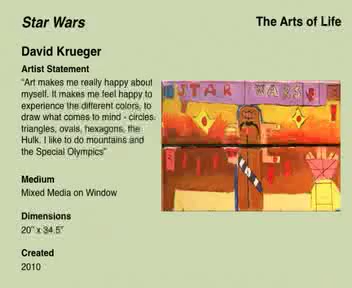 Star Wars
The Arts of Life
David Krueger
Artist Statement
"Art makes me really happy about
myself. It makes me feel happy to
experience the different colors, to
draw what comes to mind - circles,
triangles, ovals, hexagons, the
Hulk. I like to do mountains and
the Special Olympics"
STAR WARS
Medium
Mixed Media on Window
Dimensions
20" x 34.5"
Created
2010